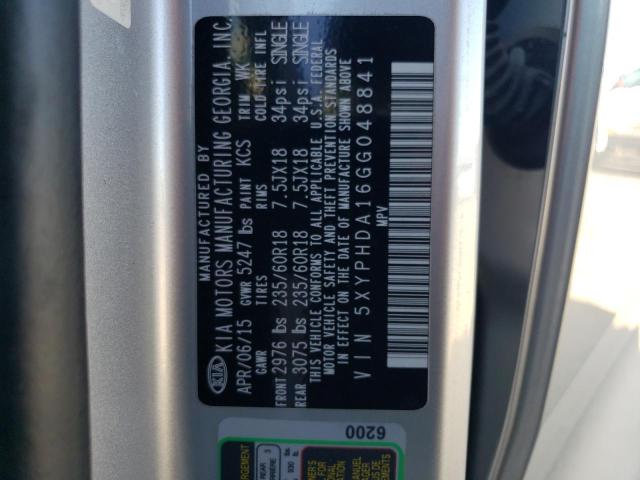 MANUFACTURED BY
KIA KIA MOTORS MANUFACTURING GEORGIA, INC.
APR/06/15 GVWR 5247 lbs PAINT KCS TRIM WK
GAWR TIRES RIMS COLD TIRE INFL
FRONT 2976 lbs 235/60R18 7.5JX18 34psi SINGLE
REAR 3075 lbs 235/60R18 7.5JX18 34psi SINGLE
THIS VEHICLE CONFORMS TO ALL APPLICABLE U.S.A FEDERAL
MOTOR VEHICLE SAFETY AND THEFT PREVENTION STANDARDS
IN EFFECT ON THE DATE OF MANUFACTURE SHOWN ABOVE
VIN 5XYPHDA16GG048841
MPV
6200
REAR 3